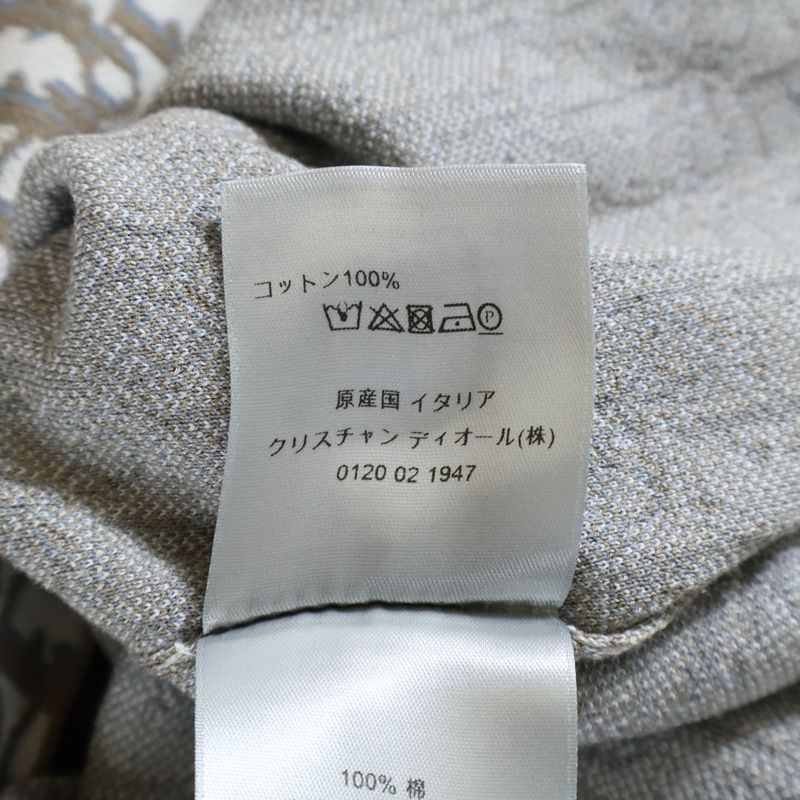 コットン100%
P
原産国 イタリア
クリスチャン ディオール(株)
0120 02 1947
100% 棉